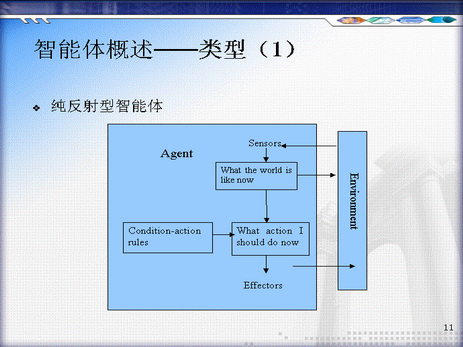 智能体概述——类型（1）
❖ 纯反射型智能体
Sensors
Agent
What the world is
like now
Environment
Condition-action
rules
What action I
should do now
Effectors
11